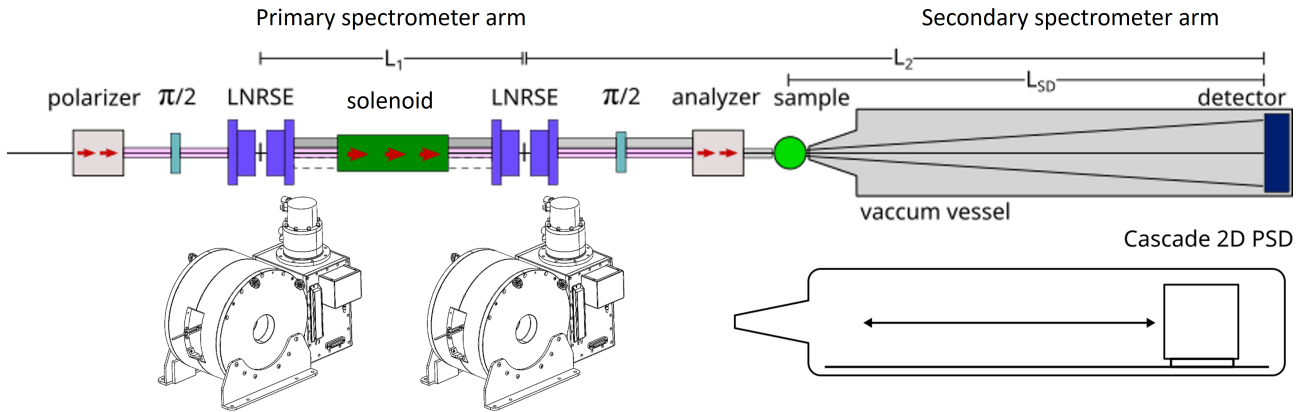 Primary spectrometer arm
Secondary spectrometer arm
L1
L2
LSD
polarizer
π/2
LNRSE
solenoid
LNRSE
π/2
analyzer
sample
detector
vaccum vessel
Cascade 2D PSD